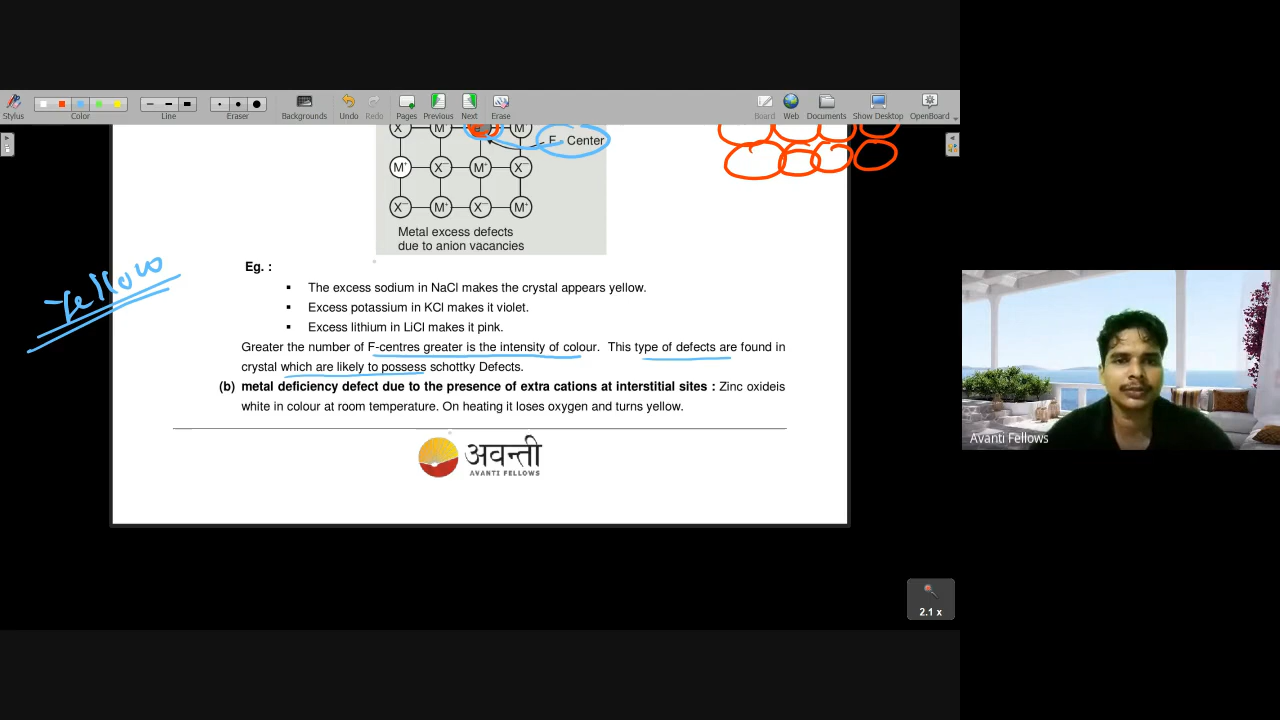 Stylus
Color
Line
Eraser
Backgrounds
Undo
Redo
Pages
Previous
Next
Erase
Board
Web
Documents
Show Desktop
OpenBoard
X⁻ M⁺ e⁻ M⁺
F - Center
M⁺ X⁻ M⁺ X⁻
X⁻ M⁺ X⁻ M⁺
Metal excess defects
due to anion vacancies
Yellow
Eg. :
▪ The excess sodium in NaCl makes the crystal appears yellow.
▪ Excess potassium in KCl makes it violet.
▪ Excess lithium in LiCl makes it pink.
Greater the number of F-centres greater is the intensity of colour. This type of defects are found in
crystal which are likely to possess schottky Defects.
(b) metal deficiency defect due to the presence of extra cations at interstitial sites : Zinc oxideis
white in colour at room temperature. On heating it loses oxygen and turns yellow.
अवन्ती
AVANTI FELLOWS
Avanti Fellows
2.1 x